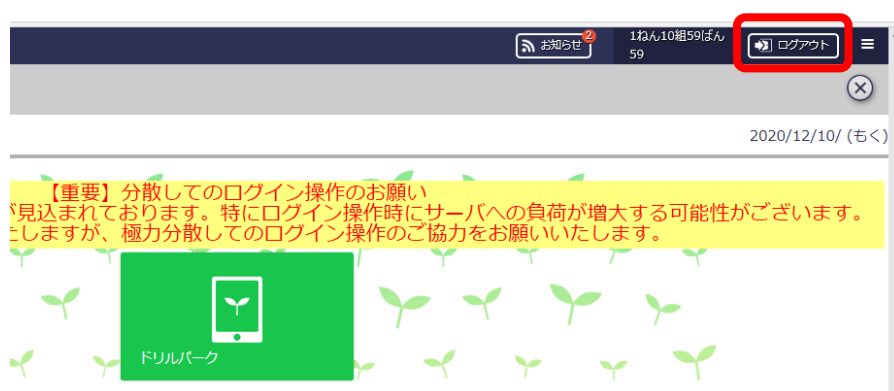 お知らせ
2
1ねん10組59ばん
59
ログアウト
2020/12/10/ (もく)
【重要】分散してのログイン操作のお願い
が見込まれております。特にログイン操作時にサーバへの負荷が増大する可能性がございます。
たしますが、極力分散してのログイン操作のご協力をお願いいたします。
ドリルパーク